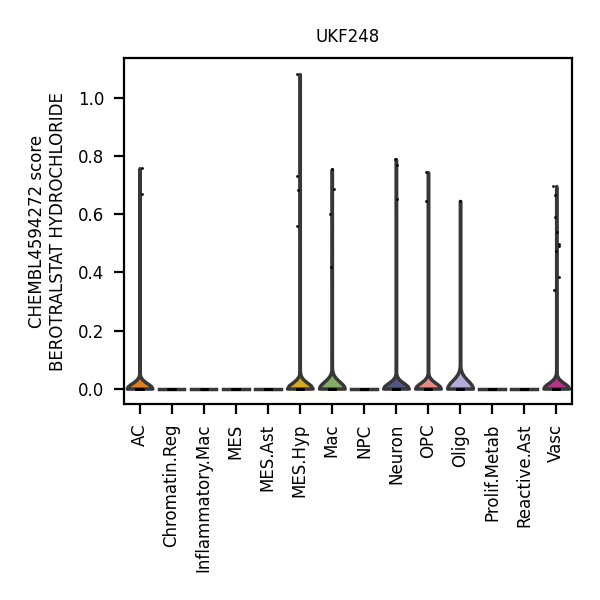 UKF248
CHEMBL4594272 score
BEROTRALSTAT HYDROCHLORIDE
1.0
0.8
0.6
0.4
0.2
0.0
AC
Chromatin.Reg
Inflammatory.Mac
MES
MES.Ast
MES.Hyp
Mac
NPC
Neuron
OPC
Oligo
Prolif.Metab
Reactive.Ast
Vasc